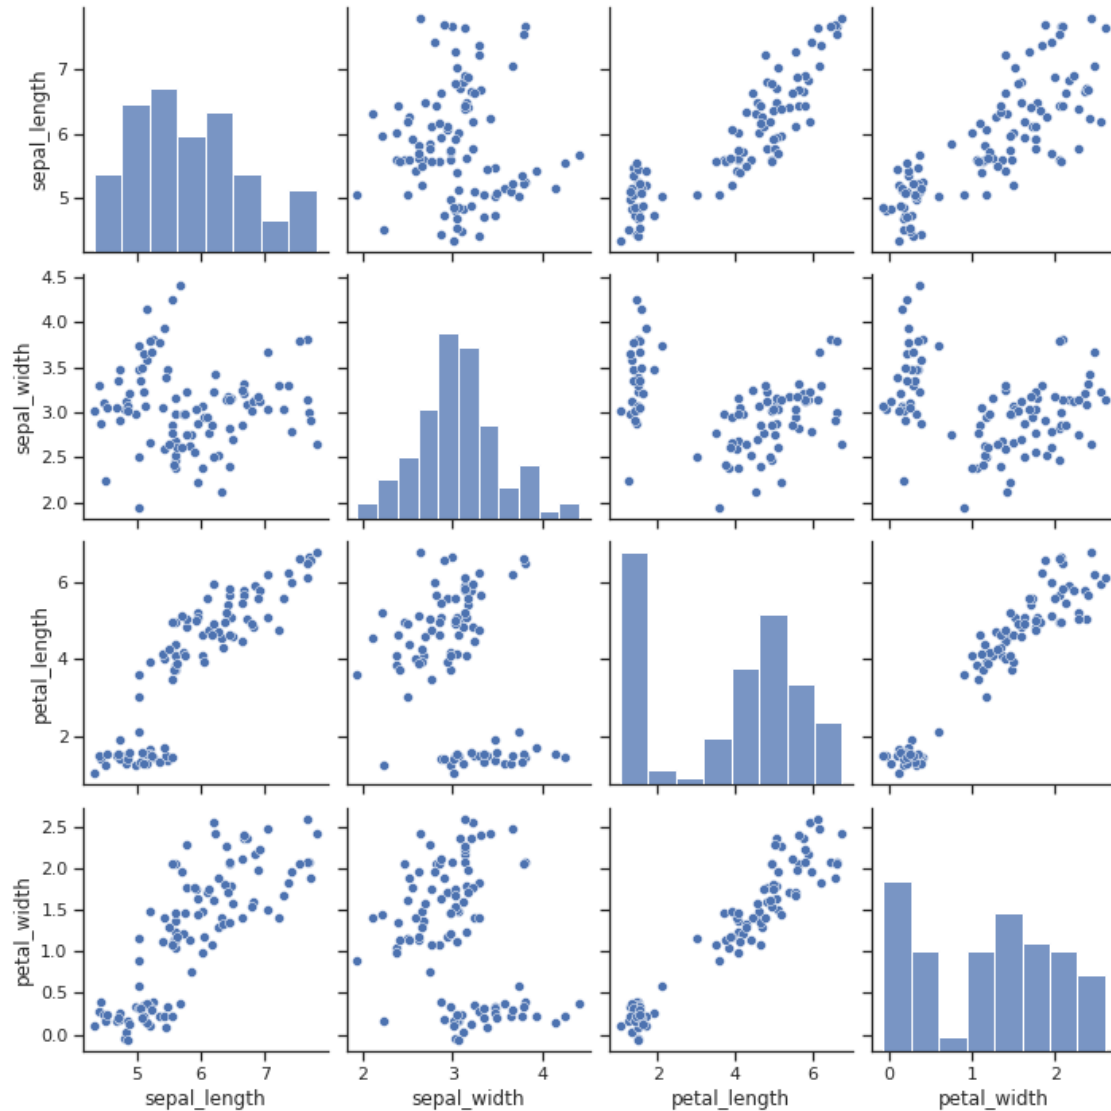 sepal_length
7
6
5
sepal_width
4.5
4.0
3.5
3.0
2.5
2.0
petal_length
6
4
2
petal_width
2.5
2.0
1.5
1.0
0.5
0.0
5 6 7
2 3 4
2 4 6
0 1 2
sepal_length
sepal_width
petal_length
petal_width